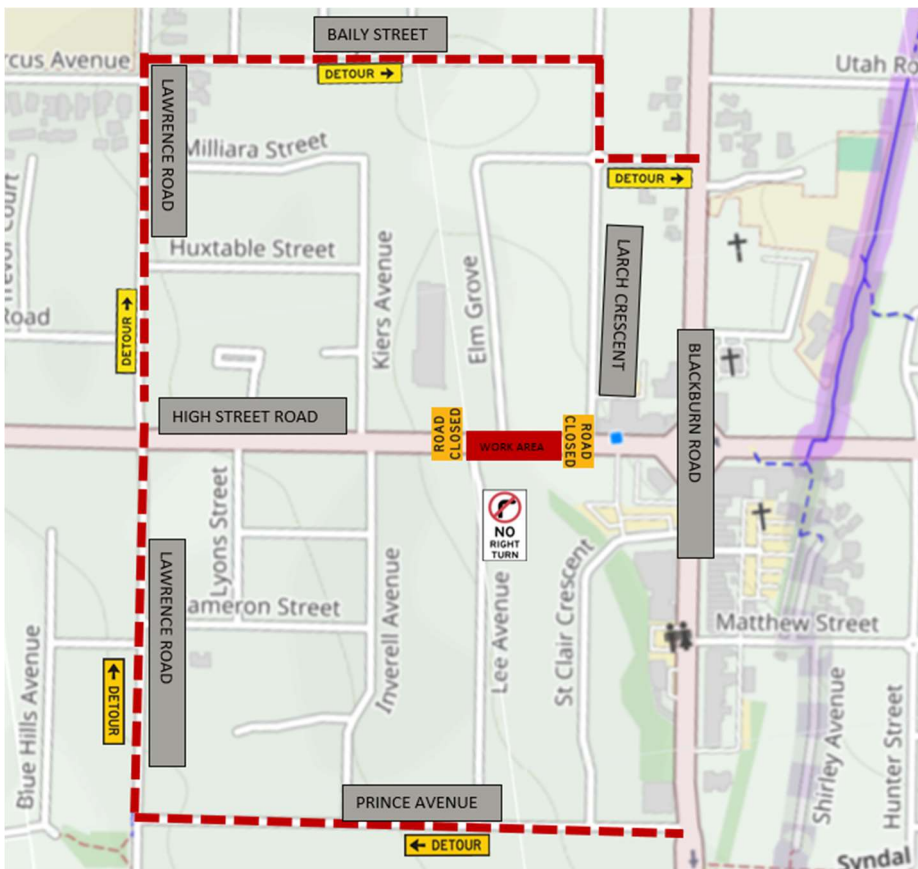 BAILY STREET
rcus Avenue
DETOUR →
Utah Ro
LAWRENCE ROAD
Milliara Street
DETOUR →
Trevor Court
Huxtable Street
Kiers Avenue
Elm Grove
LARCH CRESCENT
DETOUR →
Road
BLACKBURN ROAD
HIGH STREET ROAD
ROAD CLOSED
WORK AREA
ROAD CLOSED
NO
RIGHT
TURN
Lyons Street
LAWRENCE ROAD
ameron Street
Inverell Avenue
Lee Avenue
St Clair Crescent
Matthew Street
Blue Hills Avenue
DETOUR →
Shirley Avenue
Hunter Street
PRINCE AVENUE
← DETOUR
Syndal